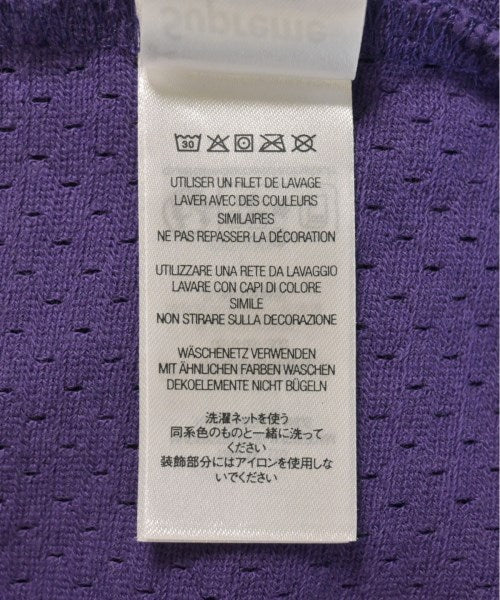 Supreme
30
UTILISER UN FILET DE LAVAGE
LAVER AVEC DES COULEURS
SIMILAIRES
NE PAS REPASSER LA DÉCORATION
UTILIZZARE UNA RETE DA LAVAGGIO
LAVARE CON CAPI DI COLORE
SIMILE
NON STIRARE SULLA DECORAZIONE
WÄSCHENETZ VERWENDEN
MIT ÄHNLICHEN FARBEN WASCHEN
DEKOELEMENTE NICHT BÜGELN
洗濯ネットを使う
同系色のものと一緒に洗って
ください
装飾部分にはアイロンを使用しな
いでください